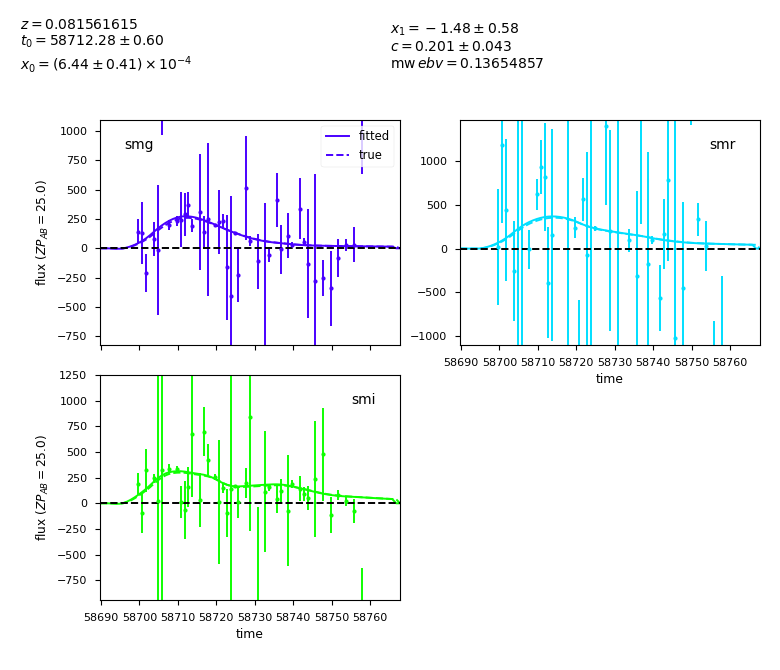 z = 0.081561615
t₀ = 58712.28 ± 0.60
x₀ = (6.44 ± 0.41) × 10⁻⁴
x₁ = −1.48 ± 0.58
c = 0.201 ± 0.043
mw ebv = 0.13654857
smg
fitted
true
1000
750
500
250
0
−250
−500
−750
flux (ZP_AB = 25.0)
smr
1000
500
0
−500
−1000
58690 58700 58710 58720 58730 58740 58750 58760
time
smi
1250
1000
750
500
250
0
−250
−500
−750
flux (ZP_AB = 25.0)
58690 58700 58710 58720 58730 58740 58750 58760
time